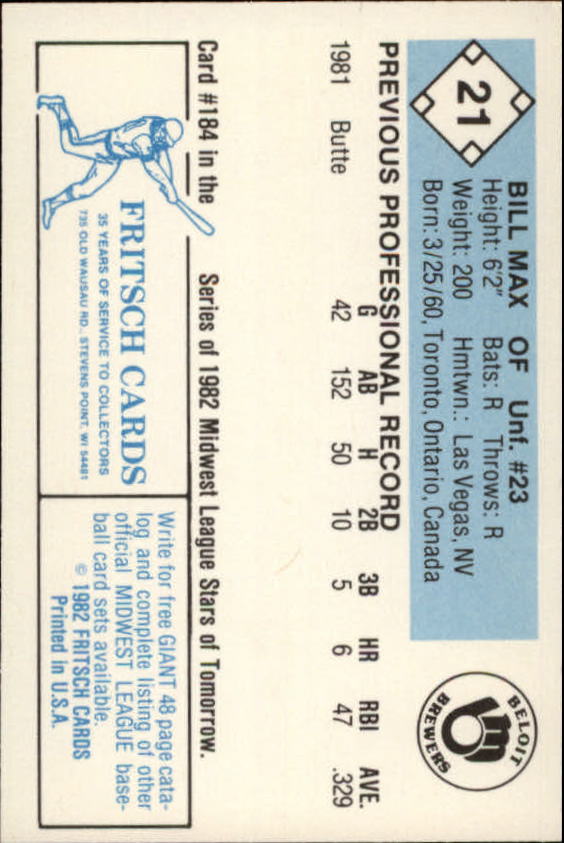 21
BILL MAX OF Unf. #23
Height: 6'2" Bats: R Throws: R
Weight: 200 Hmtwn.: Las Vegas, NV
Born: 3/25/60, Toronto, Ontario, Canada
BELOIT
BREWERS
PREVIOUS PROFESSIONAL RECORD
G AB H 2B 3B HR RBI AVE.
1981 Butte 42 152 50 10 5 6 47 .329
Card #184 in the Series of 1982 Midwest League Stars of Tomorrow.
FRITSCH CARDS
35 YEARS OF SERVICE TO COLLECTORS
735 OLD WAUSAU RD., STEVENS POINT, WI 54481
Write for free GIANT 48 page cata-
log and complete listing of other
official MIDWEST LEAGUE base-
ball card sets available.
© 1982 FRITSCH CARDS
Printed in U.S.A.